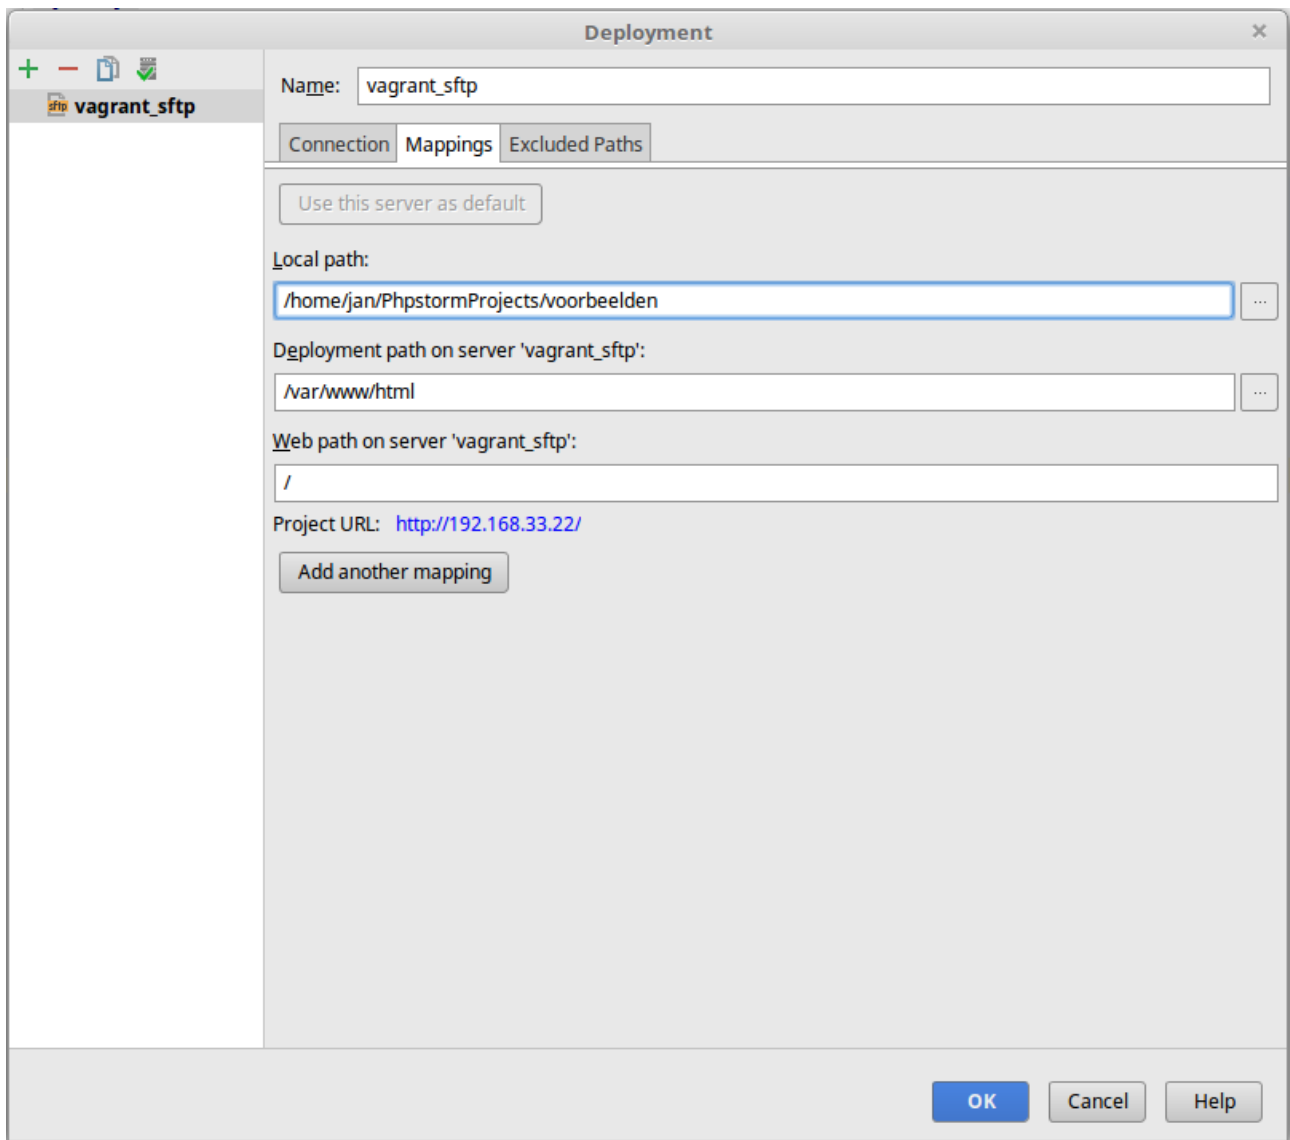 Deployment
vagrant_sftp
Name: vagrant_sftp
Connection Mappings Excluded Paths
Use this server as default
Local path:
/home/jan/PhpstormProjects/voorbeelden
...
Deployment path on server 'vagrant_sftp':
/var/www/html
...
Web path on server 'vagrant_sftp':
/
Project URL: http://192.168.33.22/
Add another mapping
OK Cancel Help